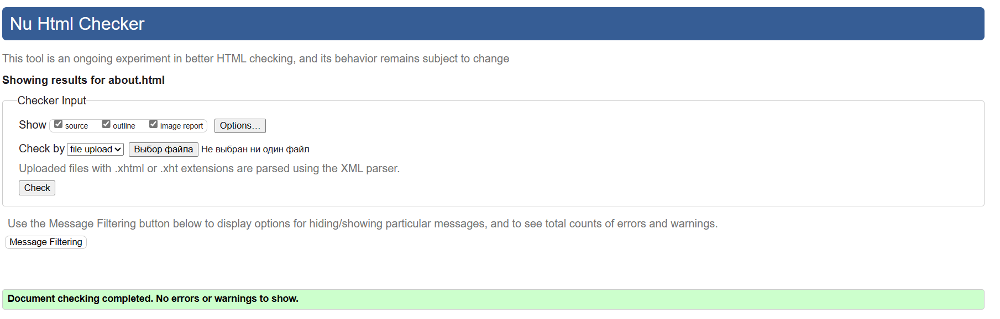 Nu Html Checker
This tool is an ongoing experiment in better HTML checking, and its behavior remains subject to change
Showing results for about.html
Checker Input
Show source outline image report Options...
Check by file upload Выбор файла Не выбран ни один файл
Uploaded files with .xhtml or .xht extensions are parsed using the XML parser.
Check
Use the Message Filtering button below to display options for hiding/showing particular messages, and to see total counts of errors and warnings.
Message Filtering
Document checking completed. No errors or warnings to show.